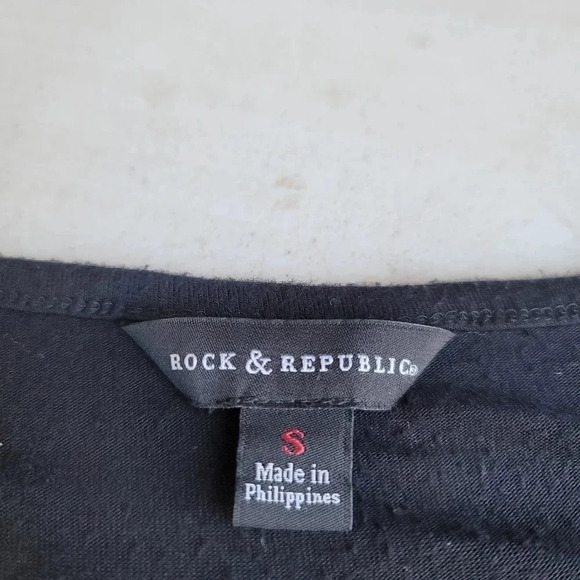 ROCK & REPUBLIC®
S
Made in
Philippines